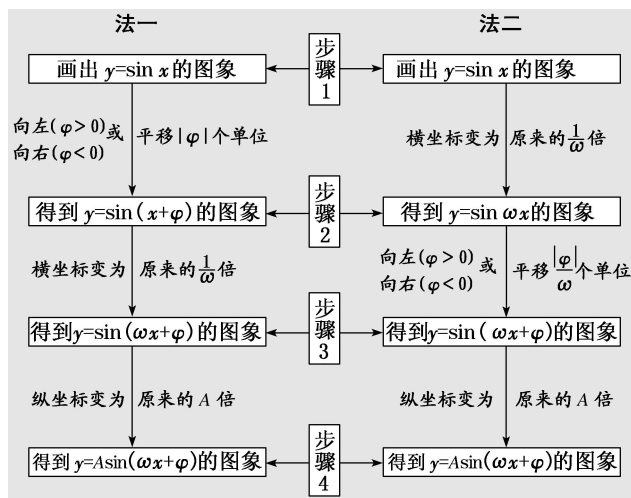 法一
法二
步骤1
画出 y=sin x 的图象
画出 y=sin x 的图象
向左(φ>0)或
向右(φ<0)
平移|φ|个单位
横坐标变为 原来的1/ω倍
步骤2
得到 y=sin(x+φ)的图象
得到 y=sin ωx的图象
横坐标变为 原来的1/ω倍
向左(φ>0)或
向右(φ<0)
平移|φ|/ω个单位
步骤3
得到y=sin(ωx+φ)的图象
得到y=sin(ωx+φ)的图象
纵坐标变为 原来的 A 倍
纵坐标变为 原来的 A 倍
步骤4
得到 y=Asin(ωx+φ)的图象
得到 y=Asin(ωx+φ)的图象